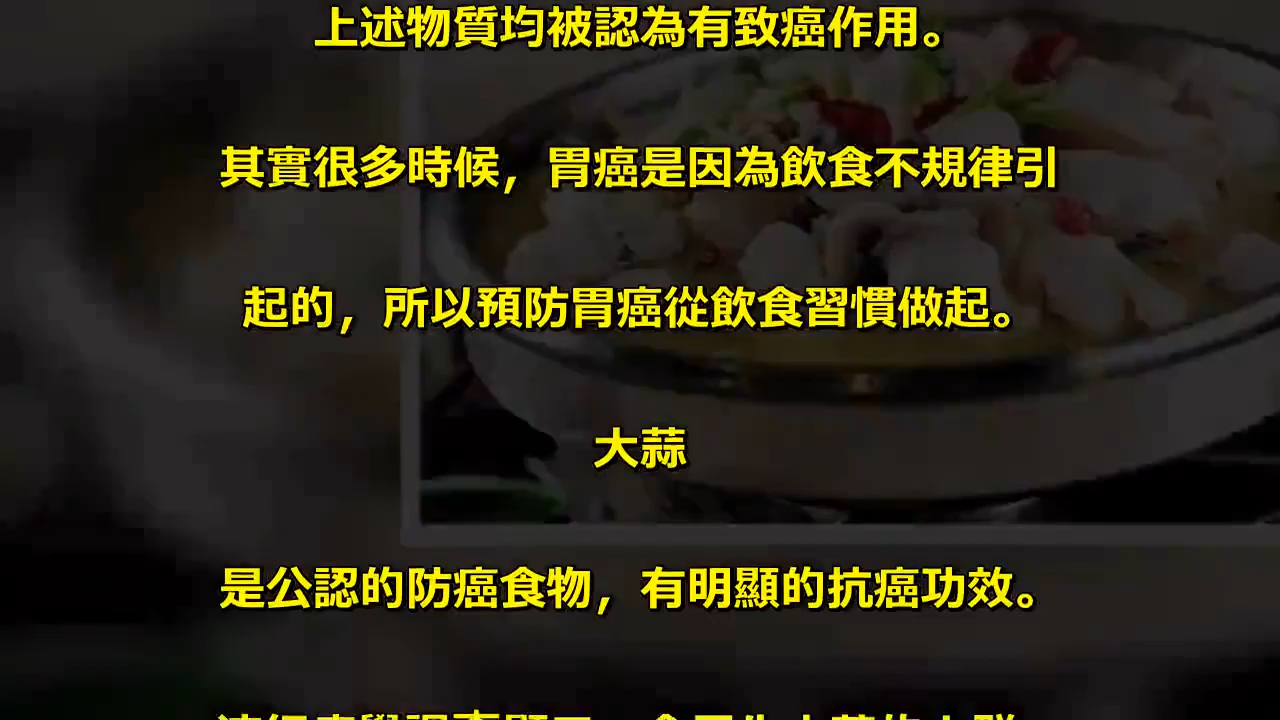 上述物質均被認為有致癌作用。
其實很多時候，胃癌是因為飲食不規律引
起的，所以預防胃癌從飲食習慣做起。
大蒜
是公認的防癌食物，有明顯的抗癌功效。